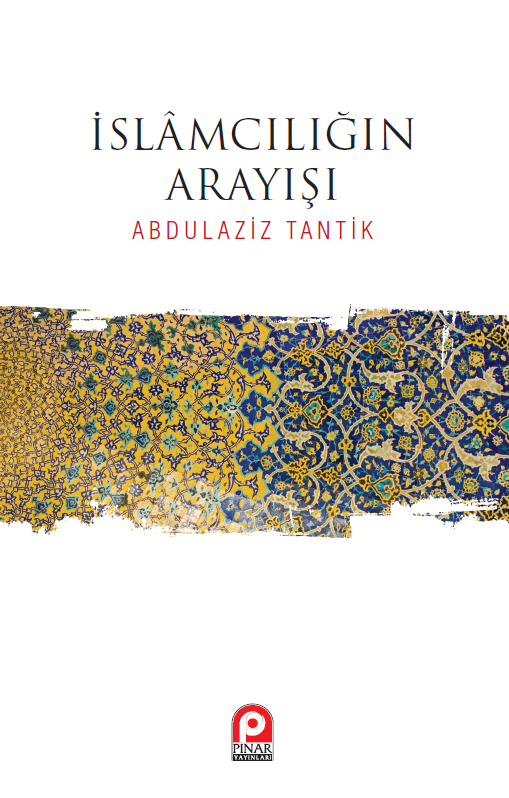 İSLÂMCILIĞIN
ARAYIŞI
ABDULAZİZ TANTİK
PINAR
YAYINLARI